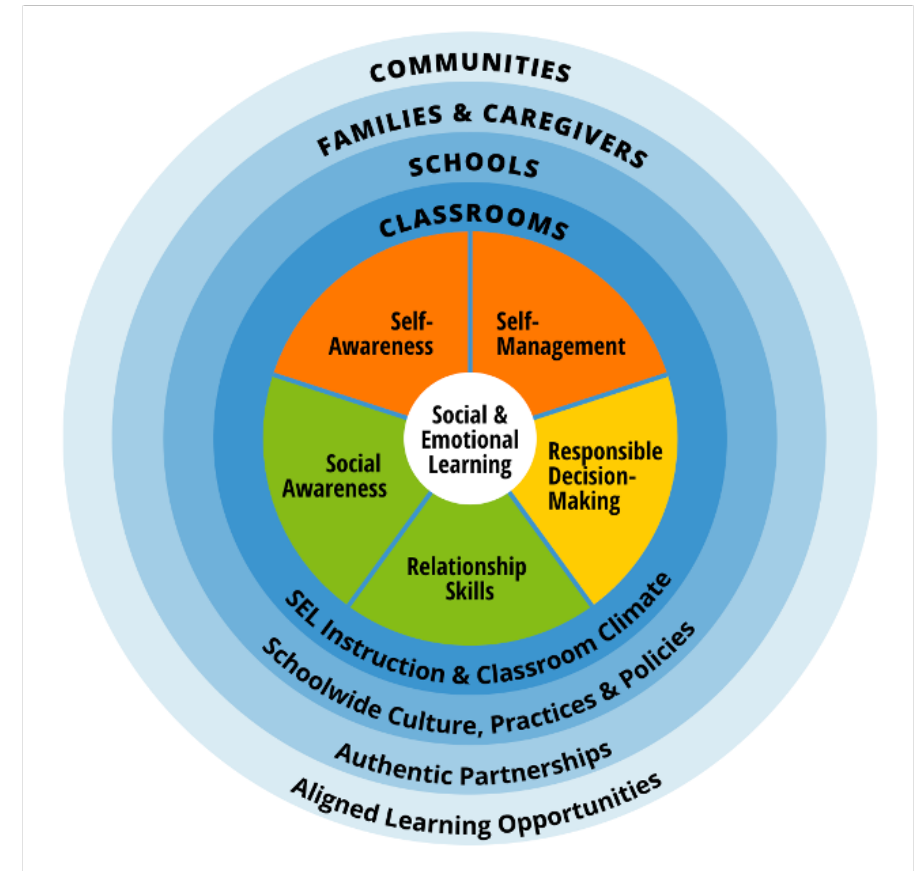 COMMUNITIES
FAMILIES & CAREGIVERS
SCHOOLS
CLASSROOMS
Self-
Awareness
Self-
Management
Social &
Emotional
Learning
Social
Awareness
Responsible
Decision-
Making
Relationship
Skills
SEL Instruction & Classroom Climate
Schoolwide Culture, Practices & Policies
Authentic Partnerships
Aligned Learning Opportunities